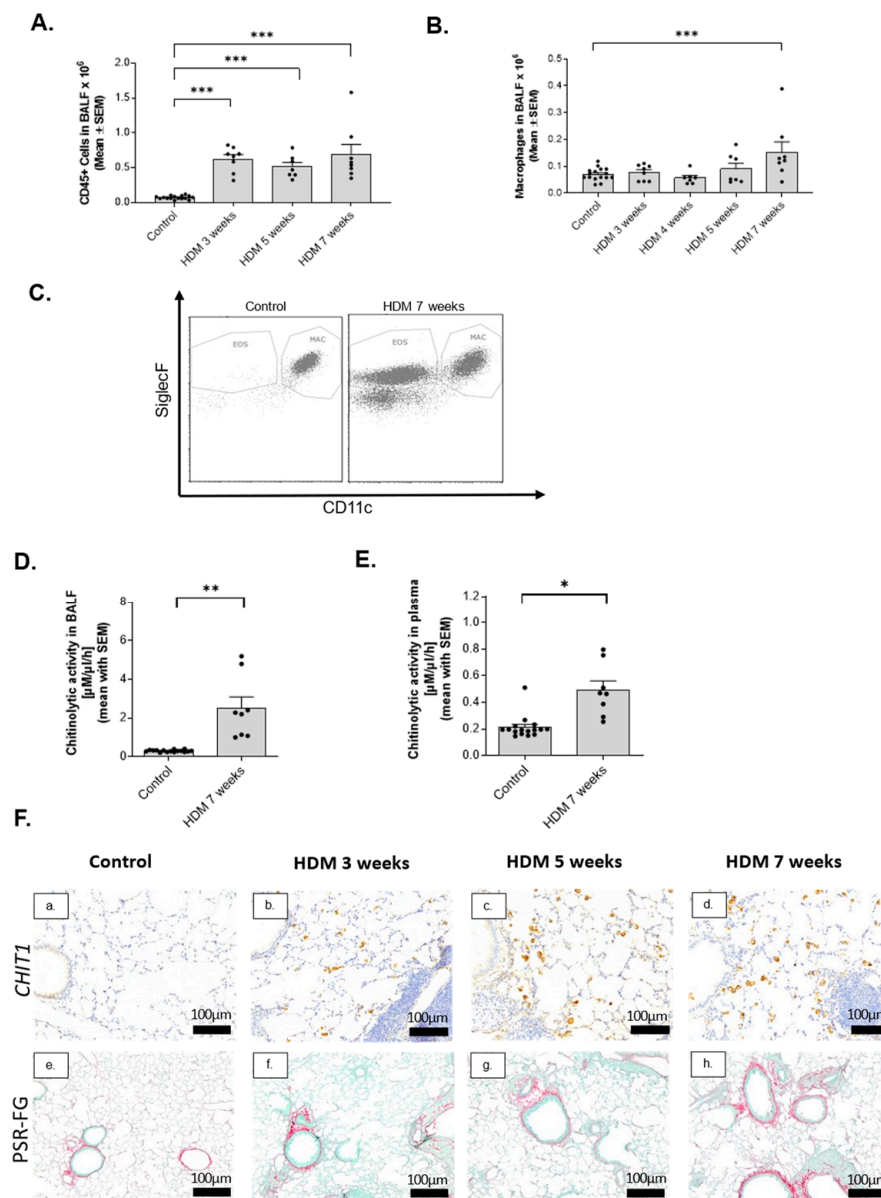 A.
***
***
***
CD45+ Cells in BALF x 10⁶
(Mean ± SEM)
2.0
1.5
1.0
0.5
0.0
Control
HDM 3 weeks
HDM 5 weeks
HDM 7 weeks
B.
***
Macrophages in BALF x 10⁶
(Mean ± SEM)
0.5
0.4
0.3
0.2
0.1
0.0
Control
HDM 3 weeks
HDM 4 weeks
HDM 5 weeks
HDM 7 weeks
C.
Control
HDM 7 weeks
EOS
MAC
EOS
MAC
SiglecF
CD11c
D.
**
Chitinolytic activity in BALF
[µM/µl/h]
(mean with SEM)
8
6
4
2
0
Control
HDM 7 weeks
E.
*
Chitinolytic activity in plasma
[µM/µl/h]
(mean with SEM)
1.2
1.0
0.8
0.6
0.4
0.2
0.0
Control
HDM 7 weeks
F.
Control
HDM 3 weeks
HDM 5 weeks
HDM 7 weeks
CHIT1
a.
100µm
b.
100µm
c.
100µm
d.
100µm
PSR-FG
e.
100µm
f.
100µm
g.
100µm
h.
100µm